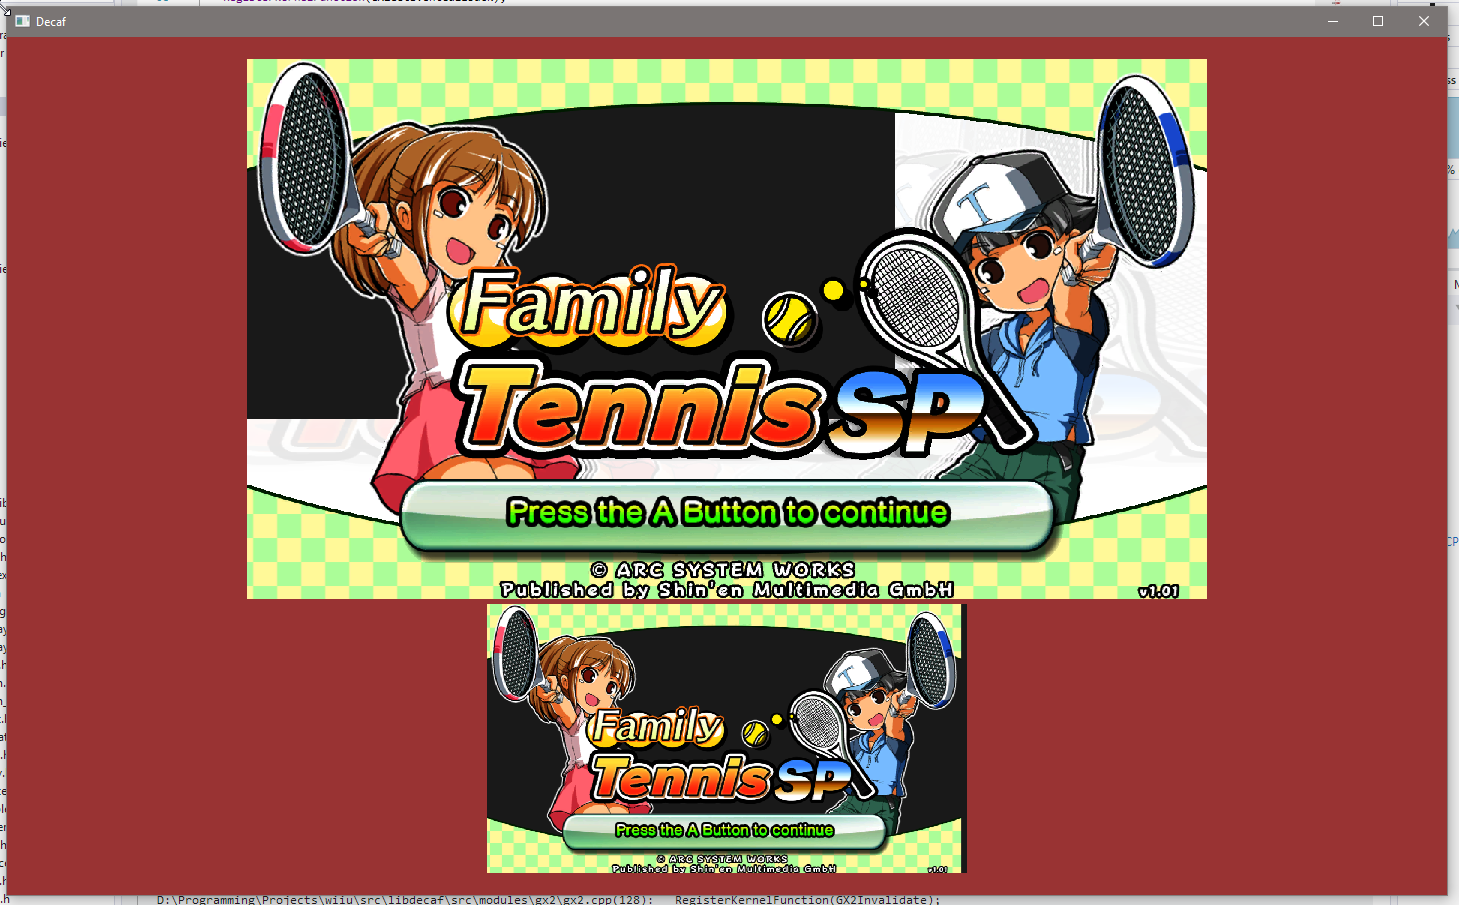 Decaf
T
Family
Tennis SP
Press the A Button to continue
© ARC SYSTEM WORKS
Published by Shin'en Multimedia GmbH
v1.01
T
Family
Tennis SP
Press the A Button to continue
© ARC SYSTEM WORKS
Published by Shin'en Multimedia GmbH
v1.01
D:\Programming\Projects\wiiu\src\libdecaf\src\modules\gx2\gx2.cpp(128): RegisterKernelFunction(GX2Invalidate);